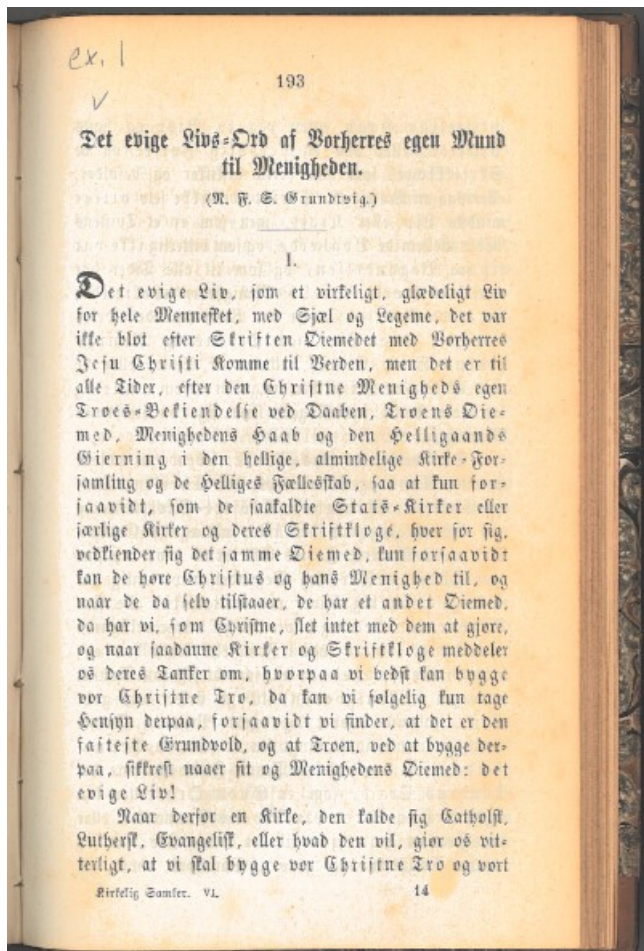 ex. 1
193
Det evige Livs-Ord af Vorherres egen Mund
til Menigheden.
(N. F. S. Grundtvig.)
I.
Det evige Liv, som et virkeligt, glædeligt Liv
for hele Mennesket, med Sjæl og Legeme, det var
ikke blot efter Skriften Øiemedet med Vorherres
Jesu Christi Komme til Verden, men det er til
alle Tider, efter den Christne Menigheds egen
Troes-Bekiendelse ved Daaben, Troens Øie-
med, Menighedens Haab og den Helligaands
Gierning i den hellige, almindelige Kirke-For-
samling og de Helliges Fællesskab, saa at kun for-
saavidt, som de saakaldte Stats-Kirker eller
særlige Kirker og deres Skriftkloge, hver for sig,
vedkiender sig det samme Øiemed, kun forsaavidt
kan de høre Christus og hans Menighed til, og
naar de da selv tilstaaer, de har et andet Øiemed,
da har vi, som Christne, slet intet med dem at gjøre,
og naar saadanne Kirker og Skriftkloge meddeler
os deres Tanker om, hvorpaa vi bedst kan bygge
vor Christne Tro, da kan vi følgelig kun tage
Hensyn derpaa, forsaavidt vi finder, at det er den
fasteste Grundvold, og at Troen, ved at bygge der-
paa, sikkrest naaer sit og Menighedens Øiemed: det
evige Liv!
Naar derfor en Kirke, den kalde sig Catholsk,
Luthersk, Evangelisk, eller hvad den vil, giør os vit-
terligt, at vi skal bygge vor Christne Tro og vort
Kirkelig Samler. VI. 14